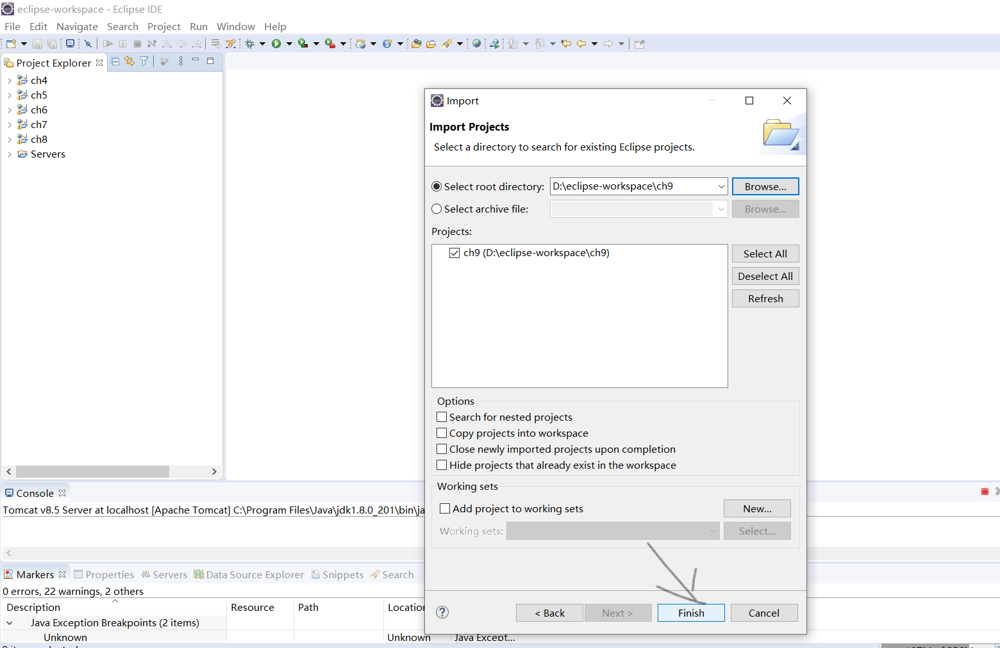 eclipse-workspace - Eclipse IDE
File Edit Navigate Search Project Run Window Help
Project Explorer
ch4
ch5
ch6
ch7
ch8
Servers
Import
Import Projects
Select a directory to search for existing Eclipse projects.
Select root directory: D:\eclipse-workspace\ch9 Browse...
Select archive file: Browse...
Projects:
ch9 (D:\eclipse-workspace\ch9)
Select All
Deselect All
Refresh
Options
Search for nested projects
Copy projects into workspace
Close newly imported projects upon completion
Hide projects that already exist in the workspace
Working sets
Add project to working sets New...
Working sets: Select...
? < Back Next > Finish Cancel
Console
Tomcat v8.5 Server at localhost [Apache Tomcat] C:\Program Files\Java\jdk1.8.0_201\bin\ja
Markers Properties Servers Data Source Explorer Snippets Search
0 errors, 22 warnings, 2 others
Description Resource Path Location
Java Exception Breakpoints (2 items)
Unknown Unknown Java Except...